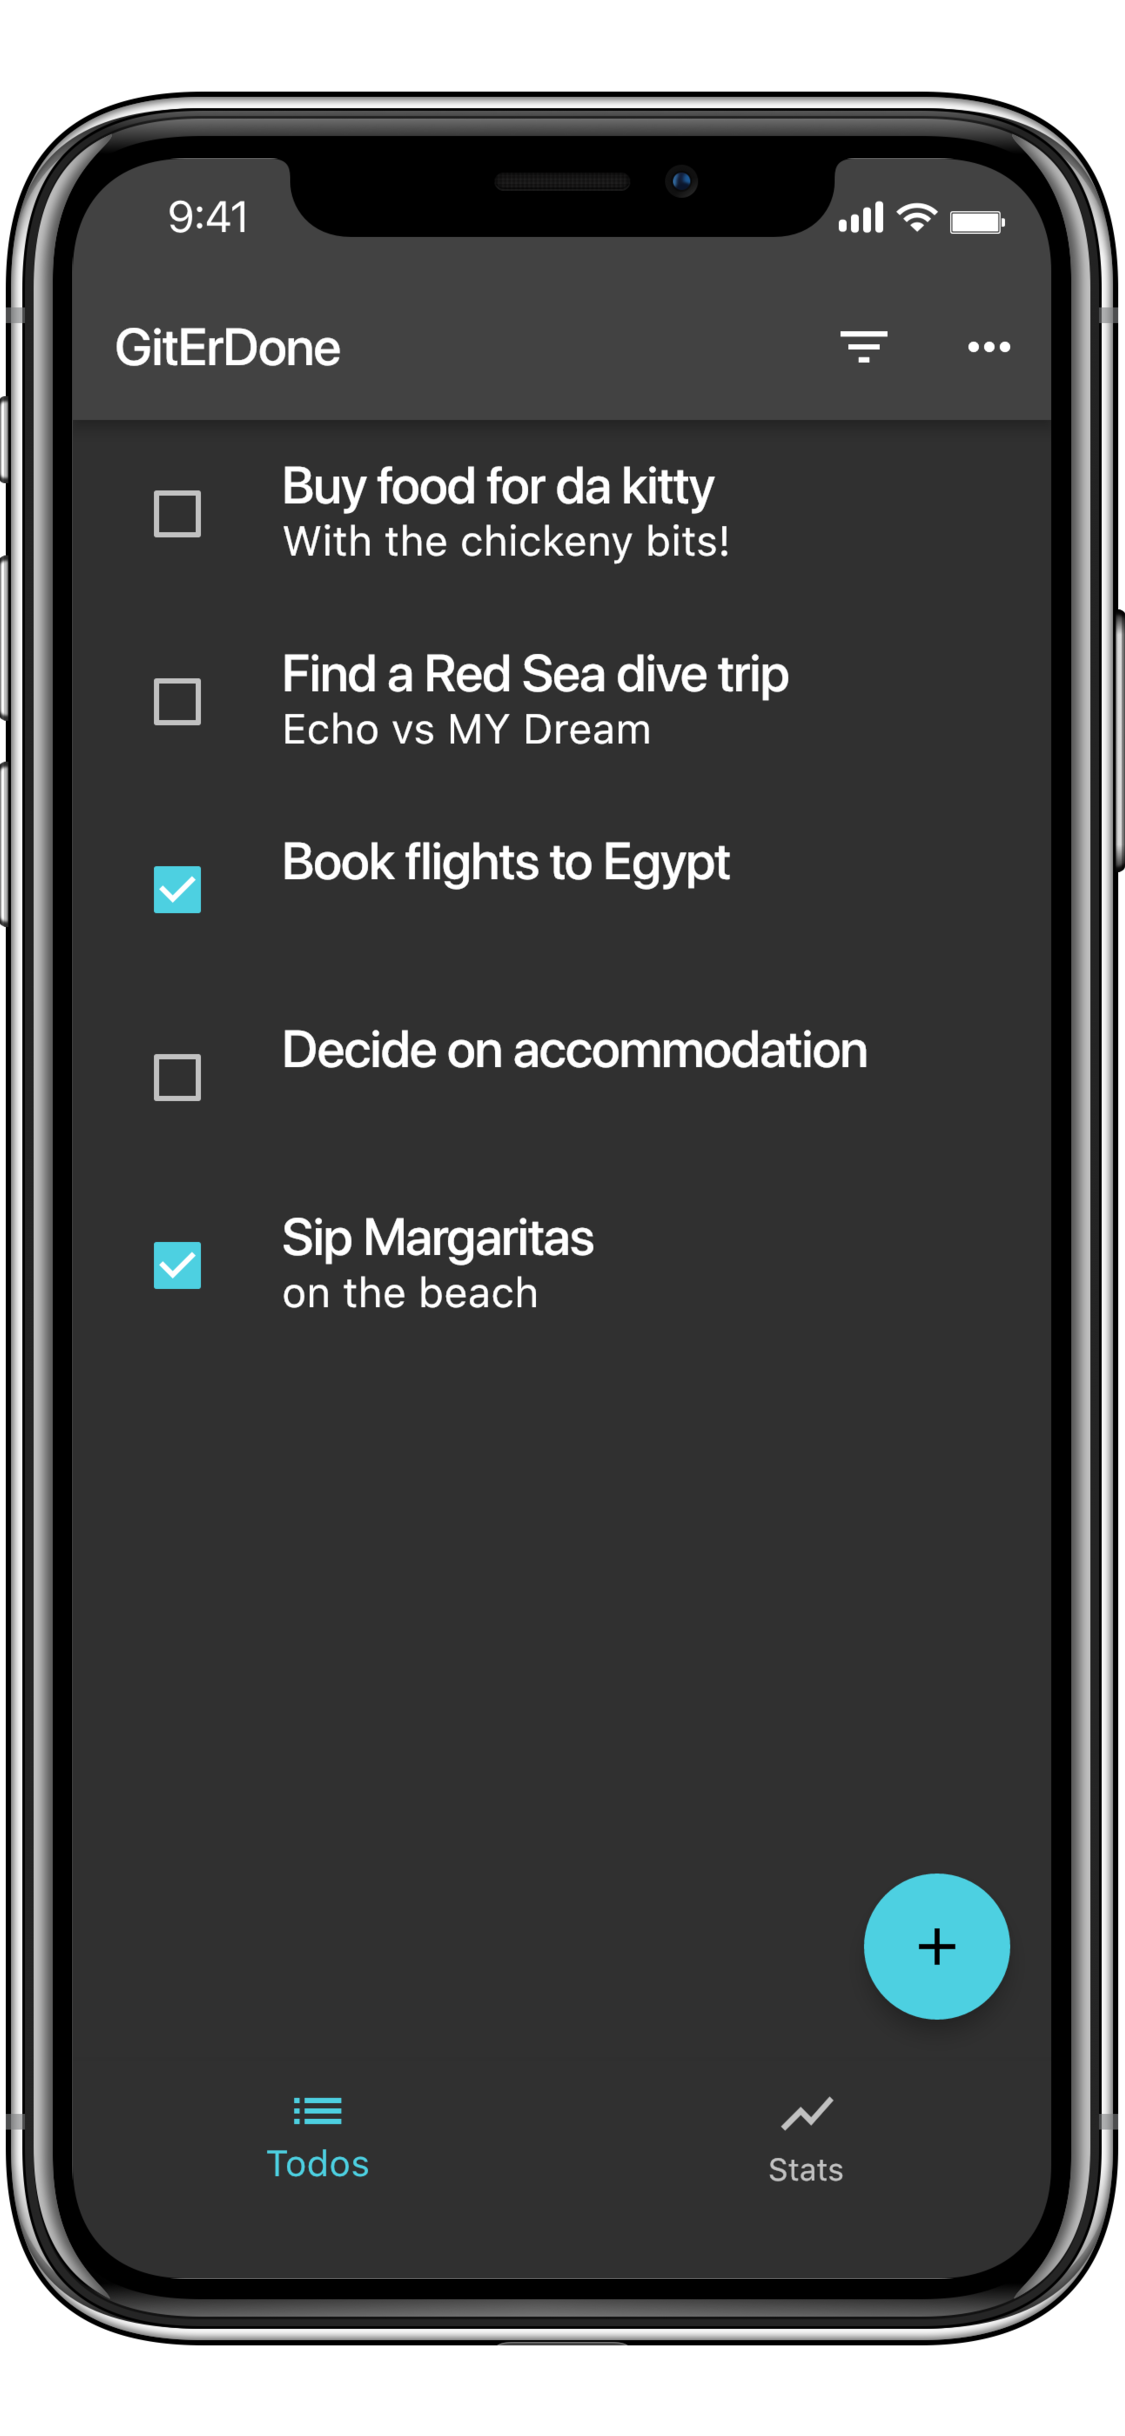 9:41
GitErDone
Buy food for da kitty
With the chickeny bits!
Find a Red Sea dive trip
Echo vs MY Dream
Book flights to Egypt
Decide on accommodation
Sip Margaritas
on the beach
Todos
Stats